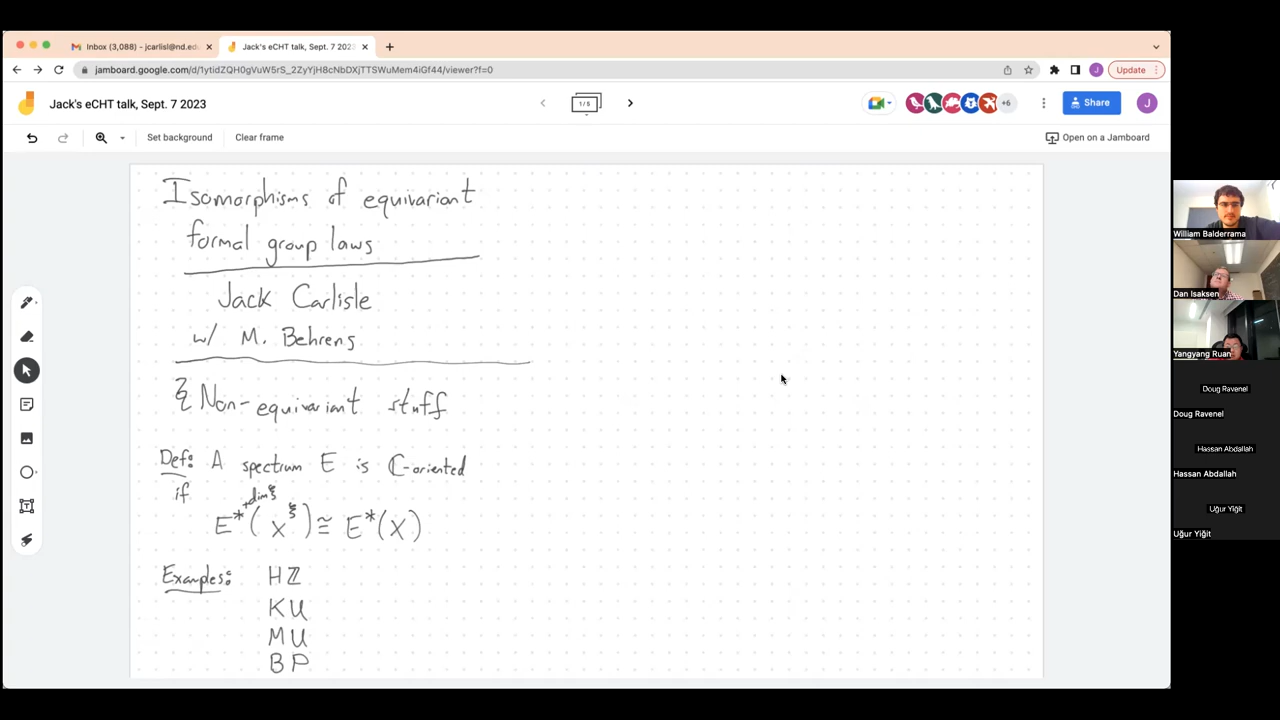 Inbox (3,088) - jcarlisl@nd.ed
Jack's eCHT talk, Sept. 7 202
jamboard.google.com/d/1ytidZQH0gVuW5rS_2ZyYjH8cNbDXjTTSWuMem4iGf44/viewer?f=0
Update
Jack's eCHT talk, Sept. 7 2023
1/5
+6
Share
J
Set background
Clear frame
Open on a Jamboard
Isomorphisms of equivariant
formal group laws
Jack Carlisle
w/ M. Behrens
§ Non-equivariant stuff
Def: A spectrum E is ℂ-oriented
if
E^{*+dim ξ}(X^ξ) ≅ E*(X)
Examples: Hℤ
KU
MU
BP
William Balderrama
Dan Isaksen
Yangyang Ruan
Doug Ravenel
Doug Ravenel
Hassan Abdallah
Hassan Abdallah
Uğur Yiğit
Uğur Yiğit